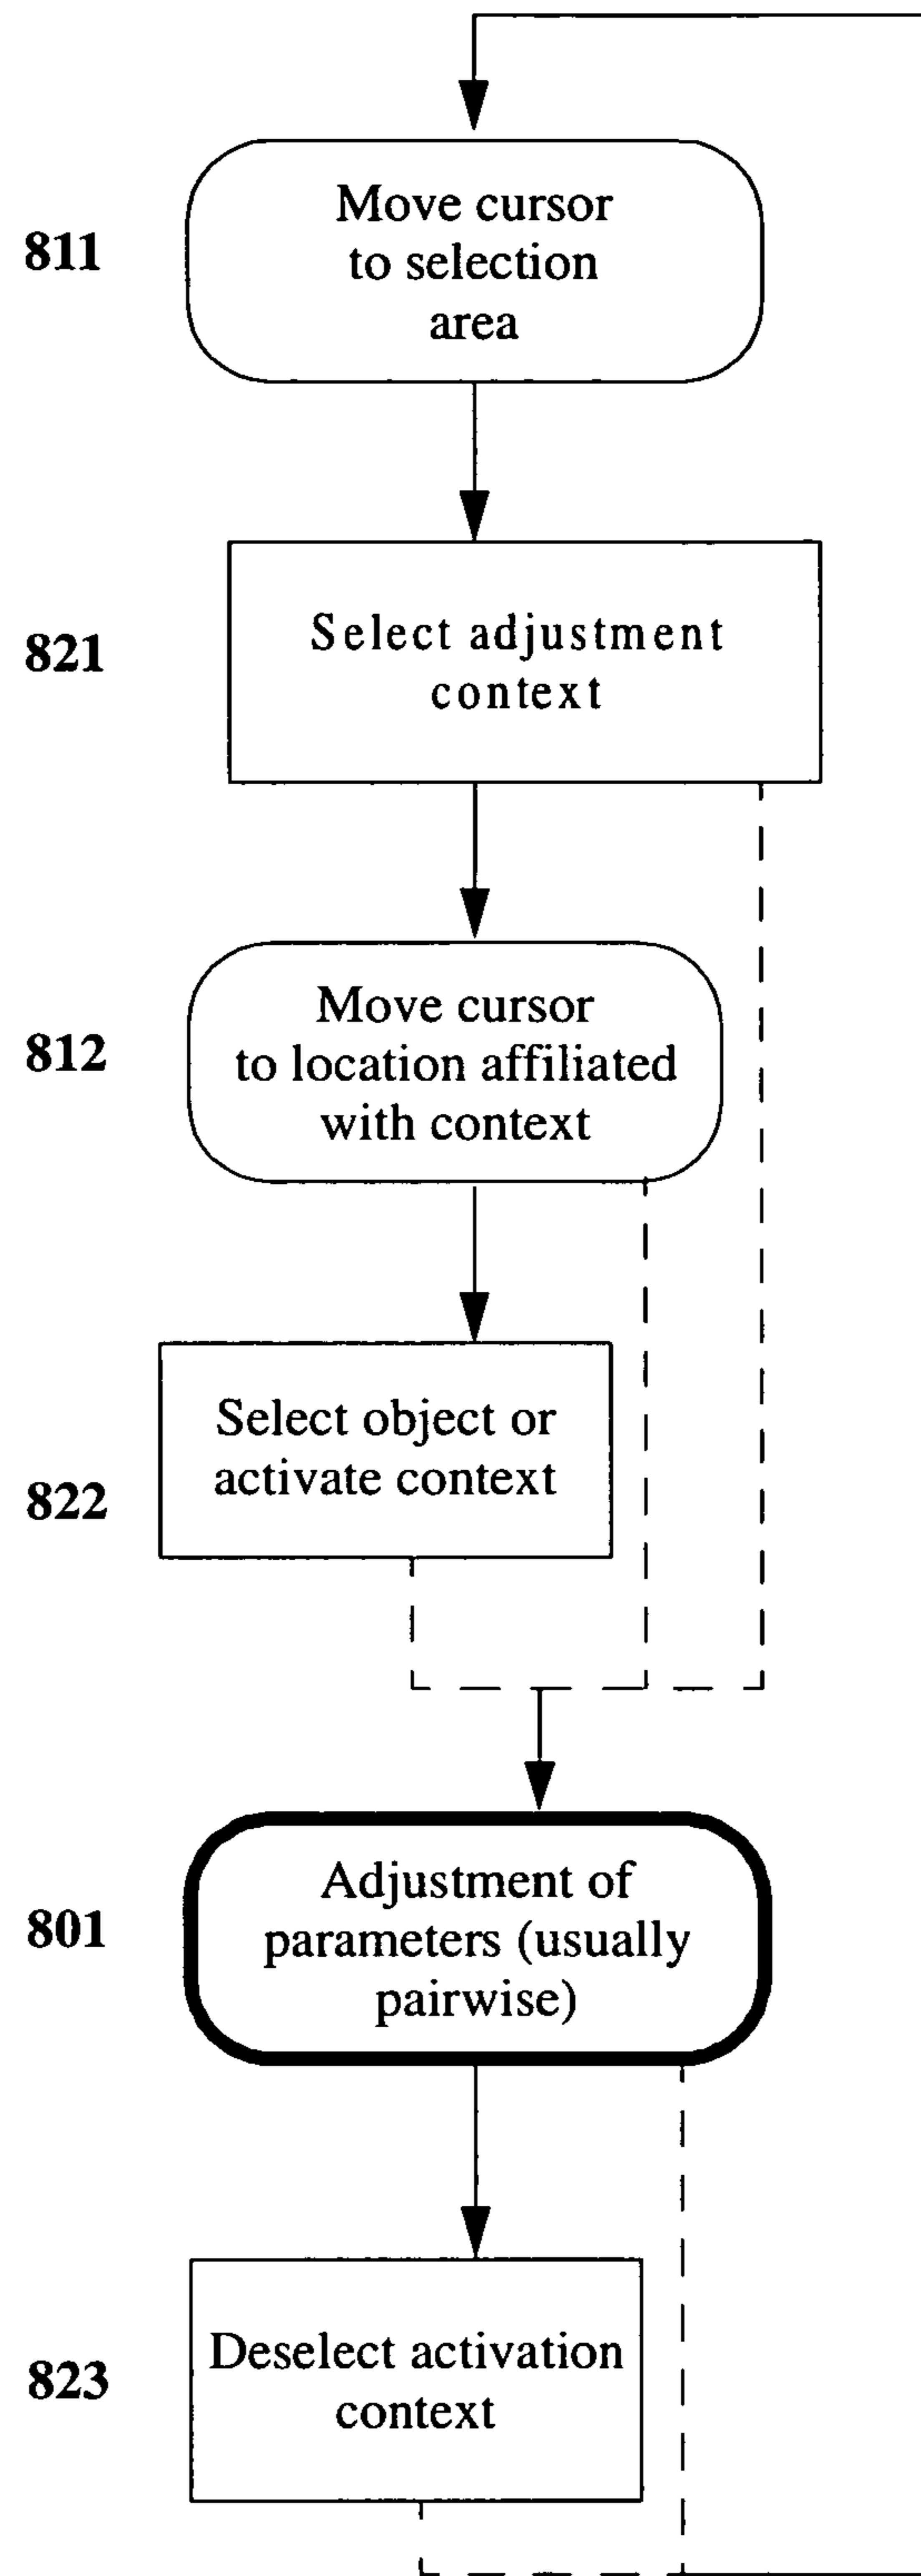 Move cursor
811
to selection
area
Select adjustment
821
context
Move cursor
812
to location affiliated
with context
Select object or
activate context
822
Adjustment of
801
parameters (usually
pairwise)
Deselect activation
823
context